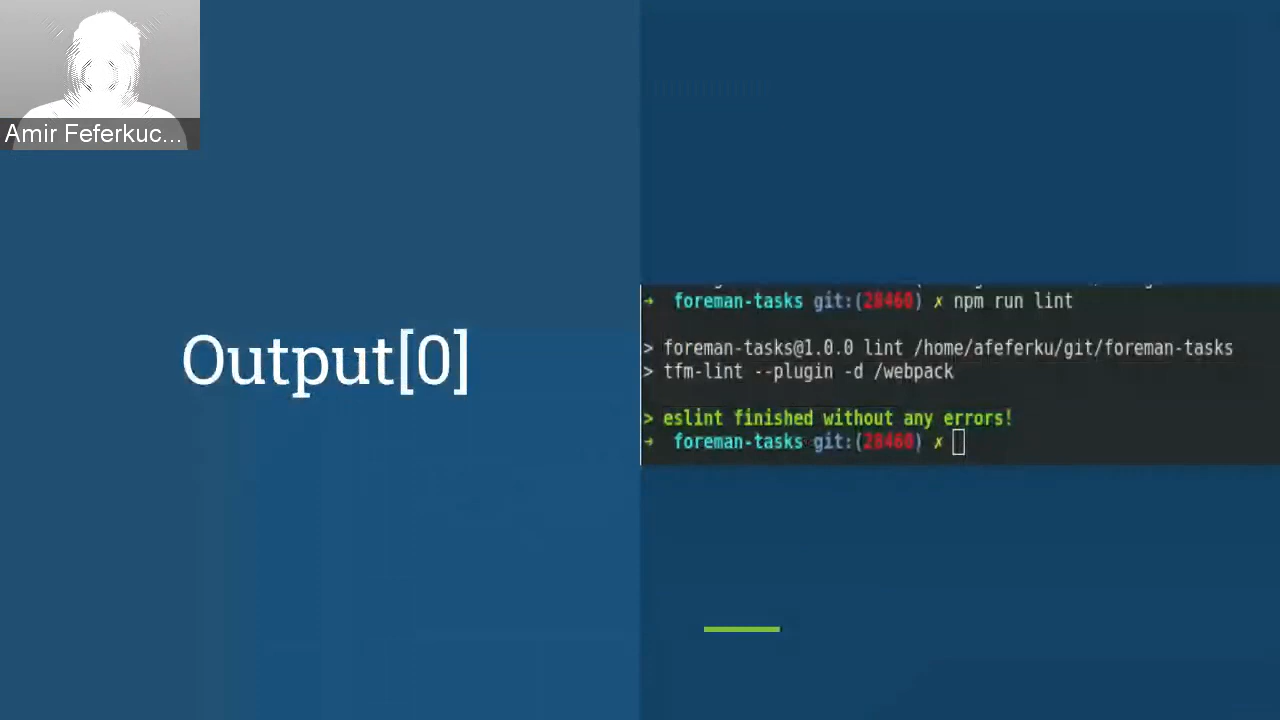 Amir Feferkuc...
Output[0]
➜ foreman-tasks git:(28460) ✗ npm run lint
> foreman-tasks@1.0.0 lint /home/afeferku/git/foreman-tasks
> tfm-lint --plugin -d /webpack
> eslint finished without any errors!
➜ foreman-tasks git:(28460) ✗